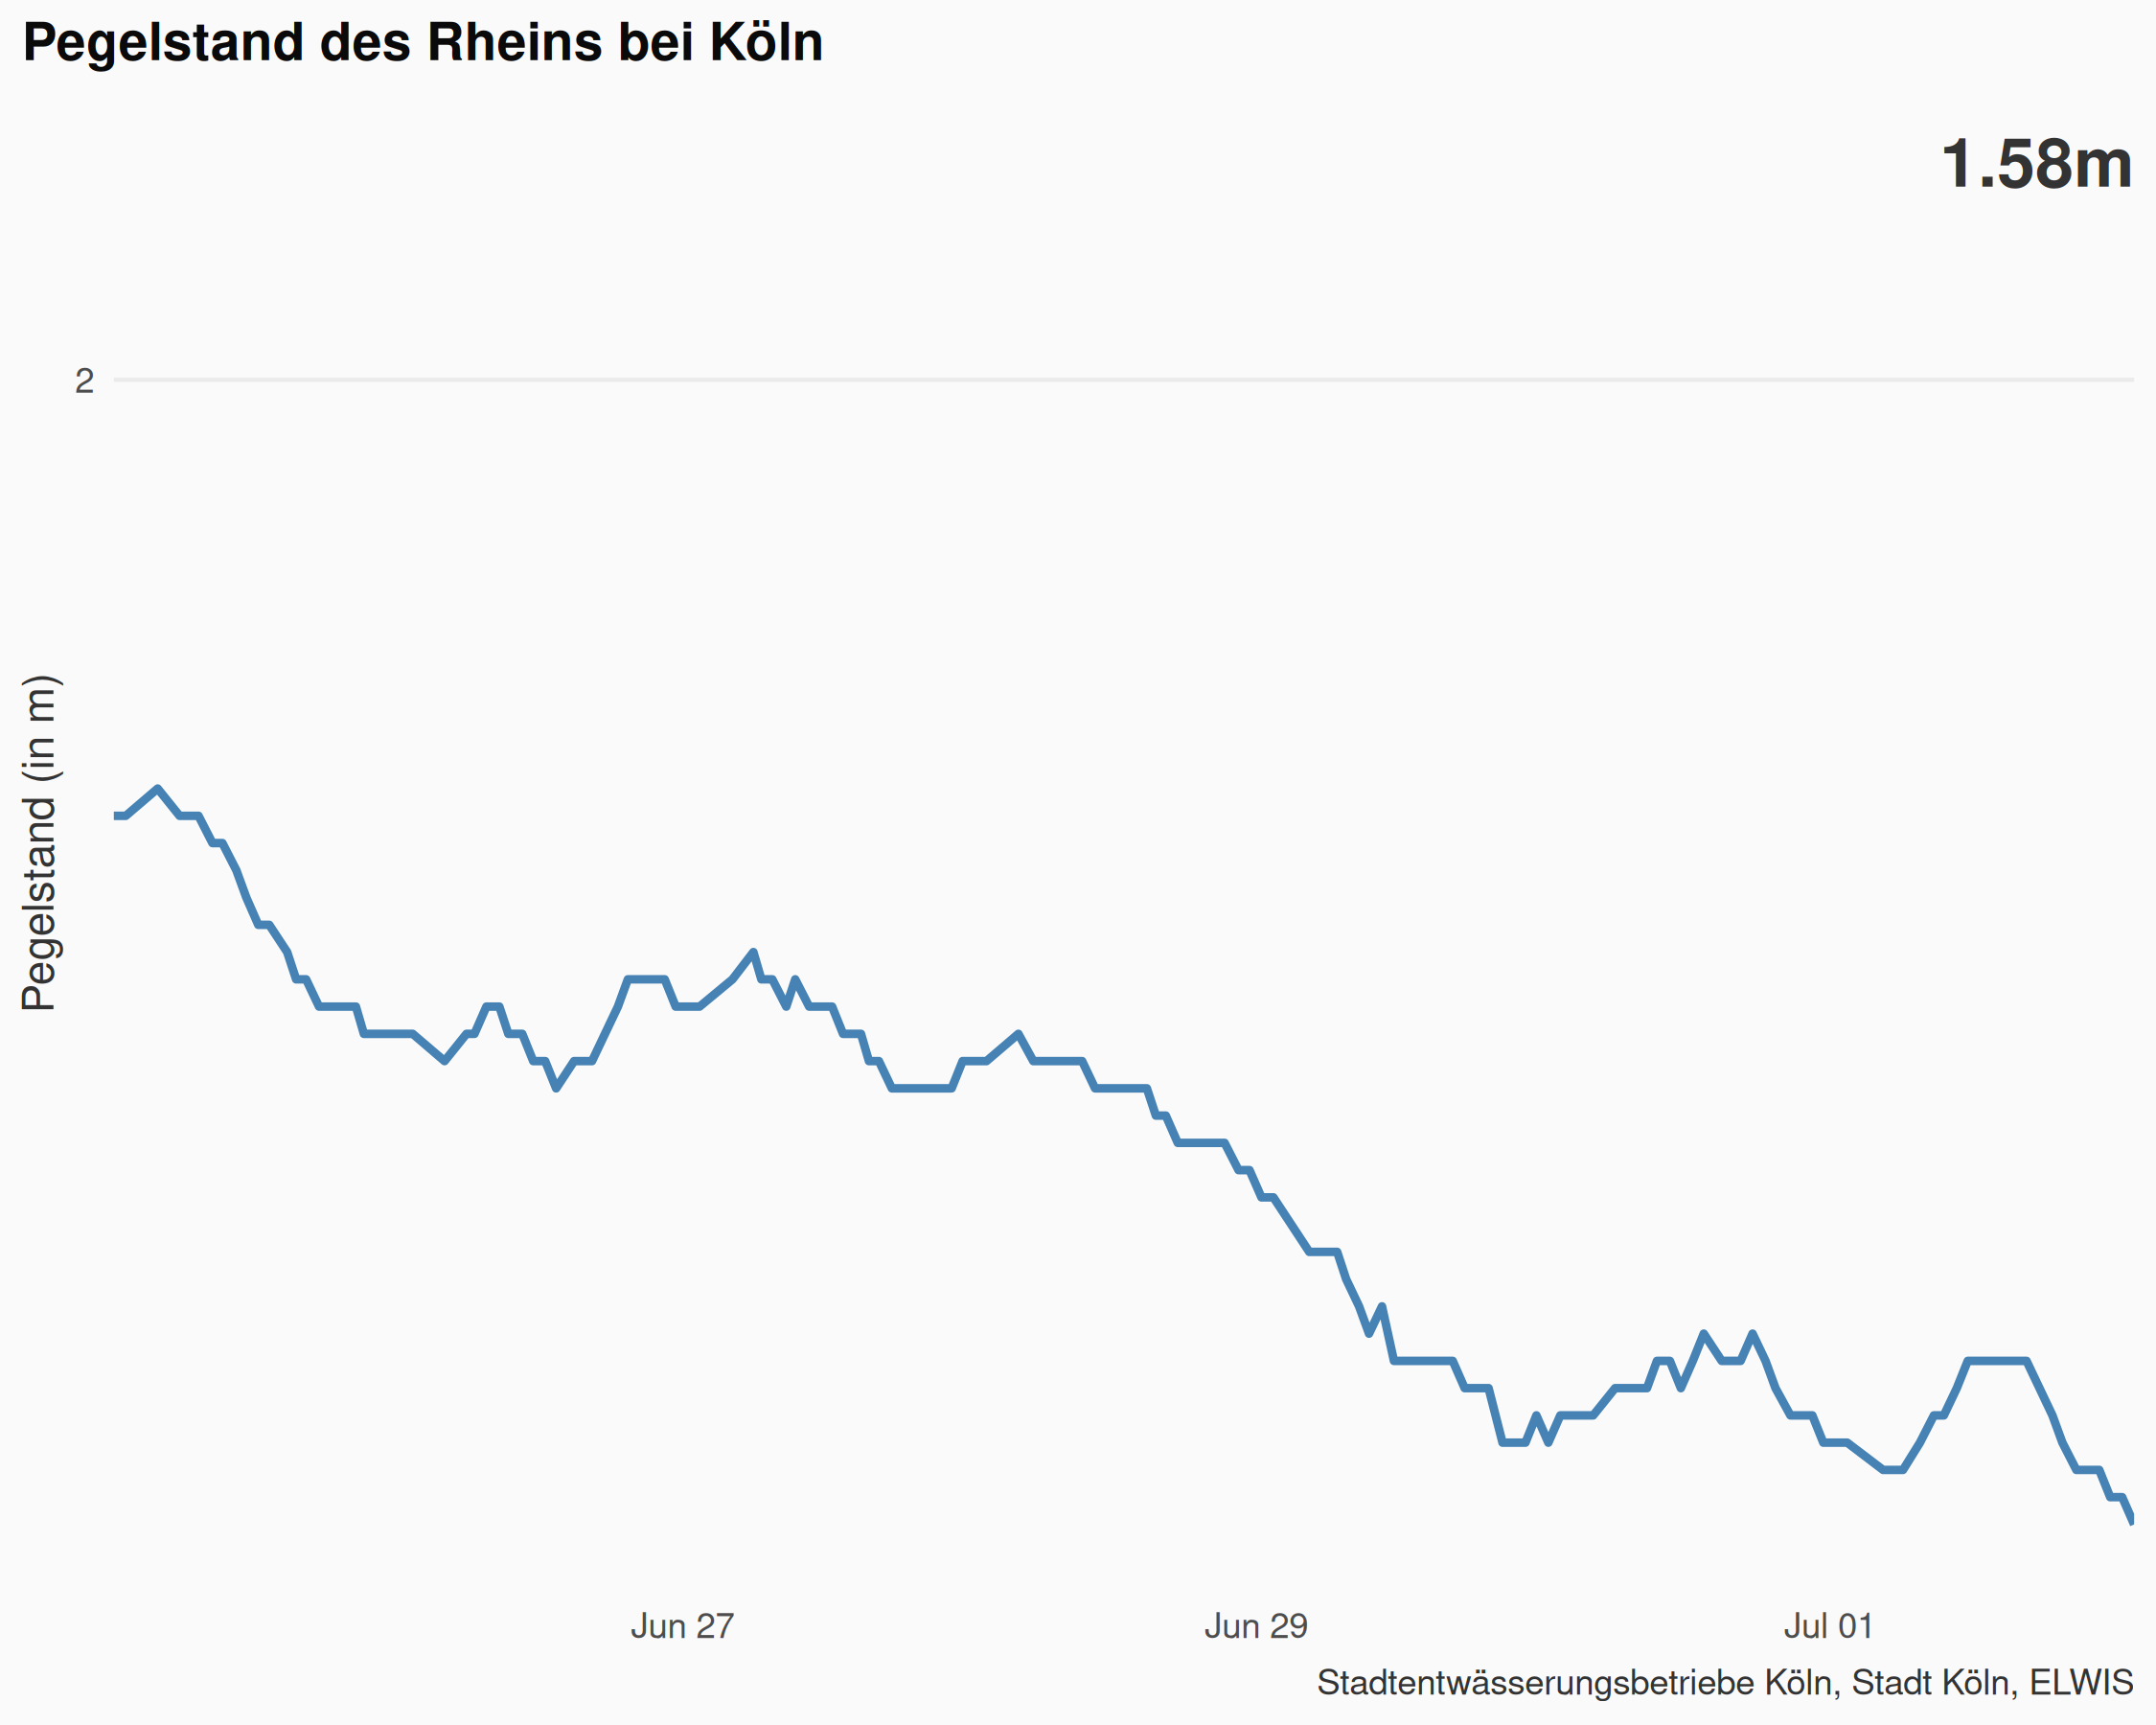 Pegelstand des Rheins bei Köln
1.58m
2
Pegelstand (in m)
Jun 27
Jun 29
Jul 01
Stadtentwässerungsbetriebe Köln, Stadt Köln, ELWIS